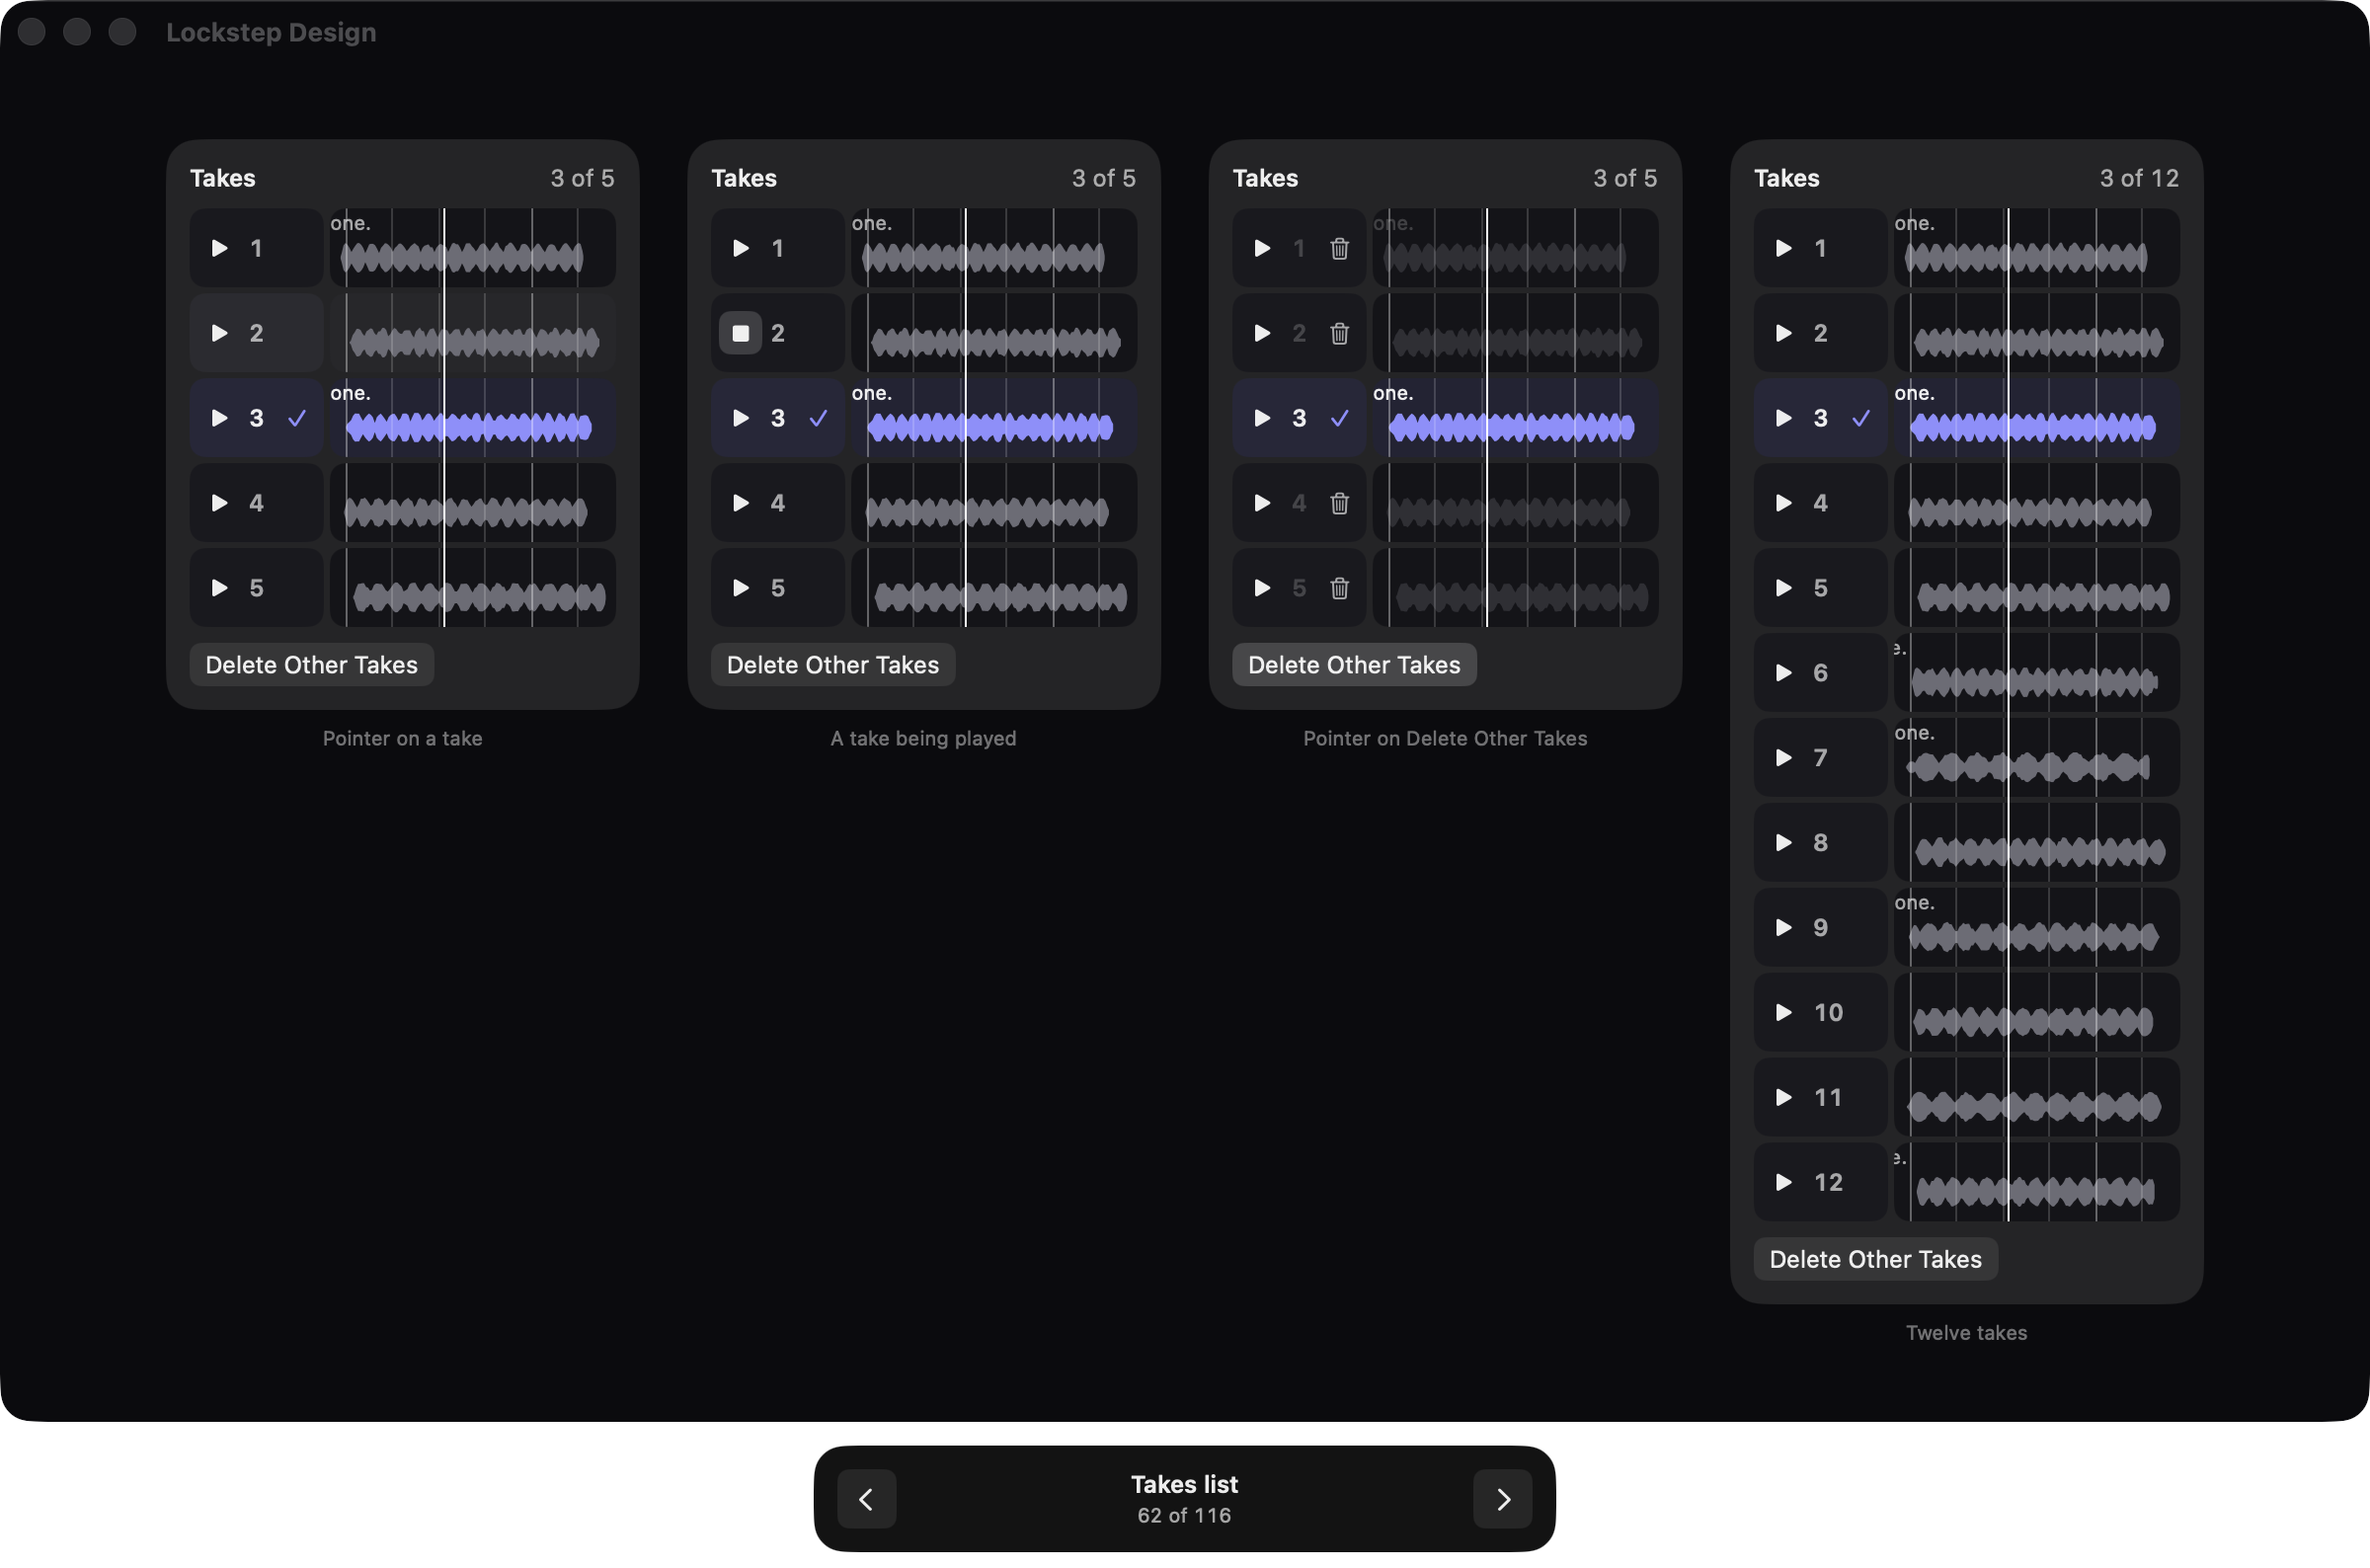 Lockstep Design
Takes 3 of 5
1 one.
2
3 one.
4
5
Delete Other Takes
Pointer on a take
Takes 3 of 5
1 one.
2
3 one.
4
5
Delete Other Takes
A take being played
Takes 3 of 5
1 one.
2
3 one.
4
5
Delete Other Takes
Pointer on Delete Other Takes
Takes 3 of 12
1 one.
2
3 one.
4
5
6 e.
7 one.
8
9 one.
10
11
12 e.
Delete Other Takes
Twelve takes
Takes list
62 of 116